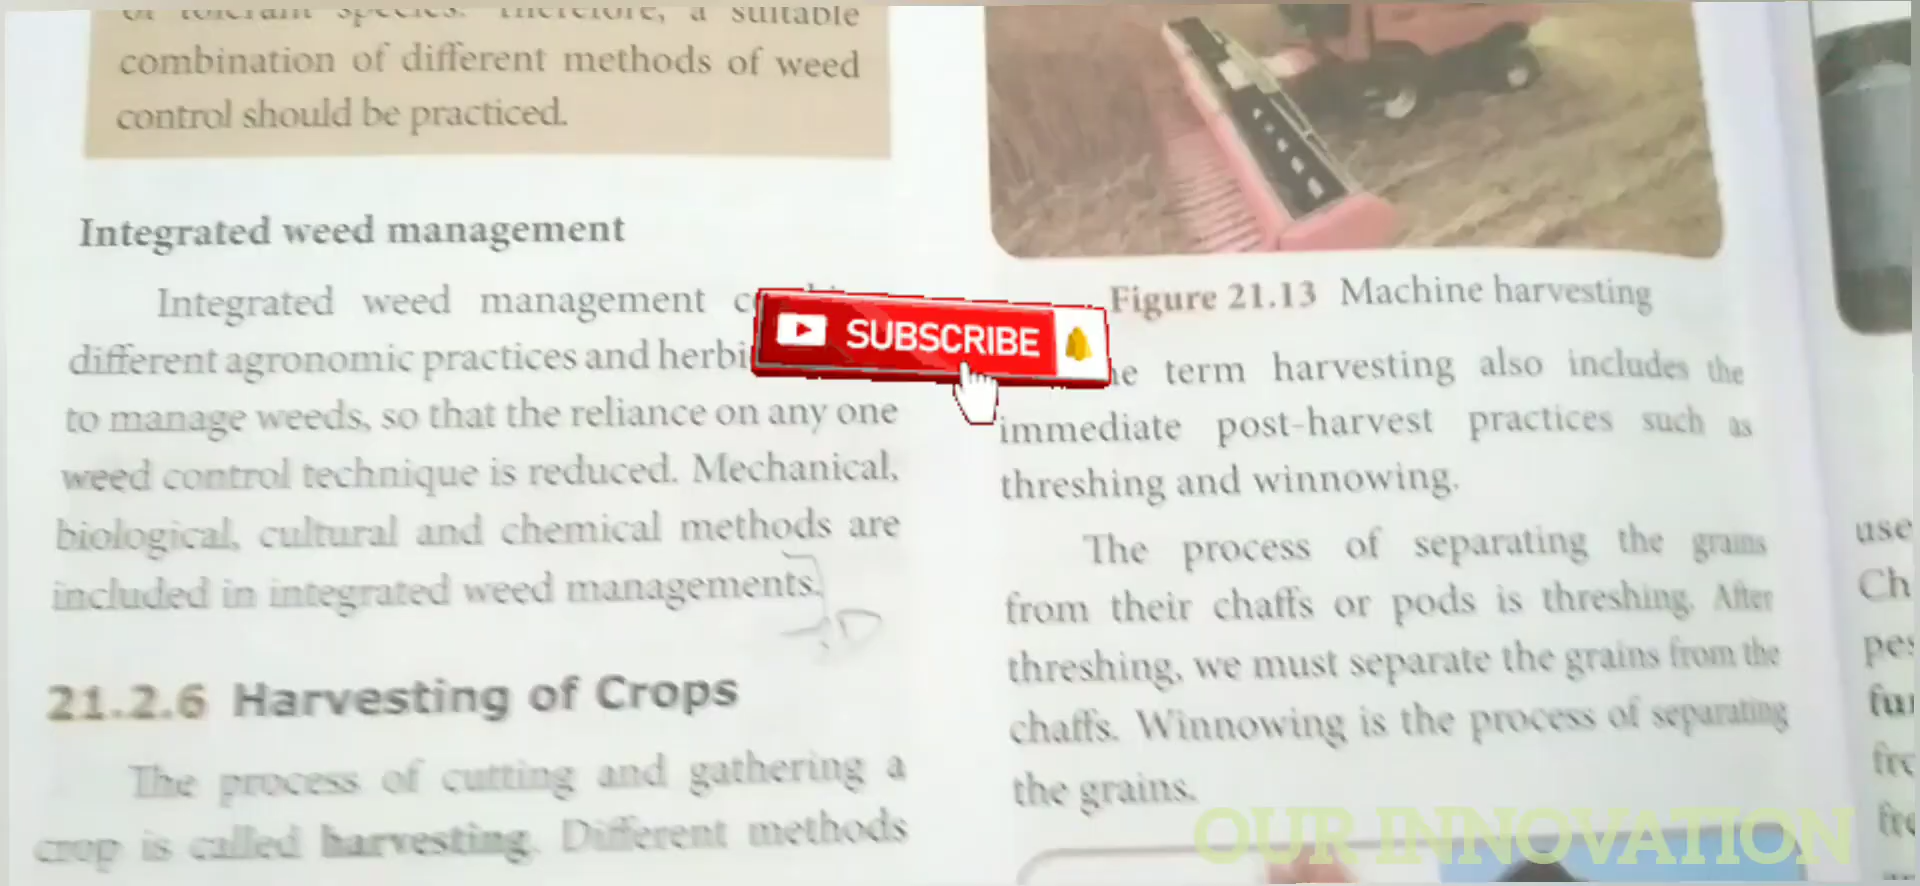 of tolerant species. Therefore, a suitable
combination of different methods of weed
control should be practiced.
Integrated weed management
Integrated weed management
different agronomic practices and
to manage weeds, so that the reliance on any one
weed control technique is reduced. Mechanical,
biological, cultural and chemical methods are
included in integrated weed managements.
21.2.6 Harvesting of Crops
The process of cutting and gathering a
crop is called harvesting. Different methods
SUBSCRIBE
Figure 21.13 Machine harvesting
term harvesting also includes the
immediate post-harvest practices such as
threshing and winnowing.
The process of separating the grains
from their chaffs or pods is threshing. After
threshing, we must separate the grains from the
chaffs. Winnowing is the process of separating
the grains.
use
Ch
OUR INNOVATION